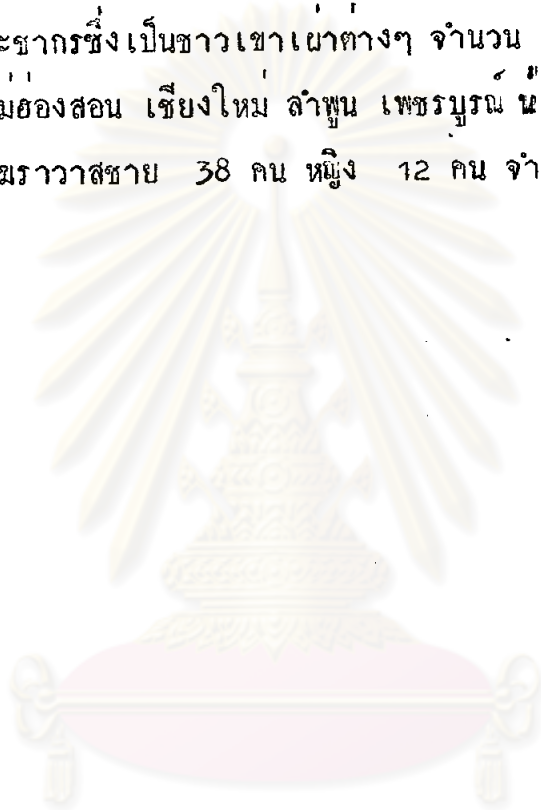 ะชากรซึ่งเป็นชาวเขาเผ่าต่างๆ จำนวน
ม่ฮ่องสอน เชียงใหม่ ลำพูน เพชรบูรณ์
ฆราวาสชาย 38 คน หญิง 12 คน จำ